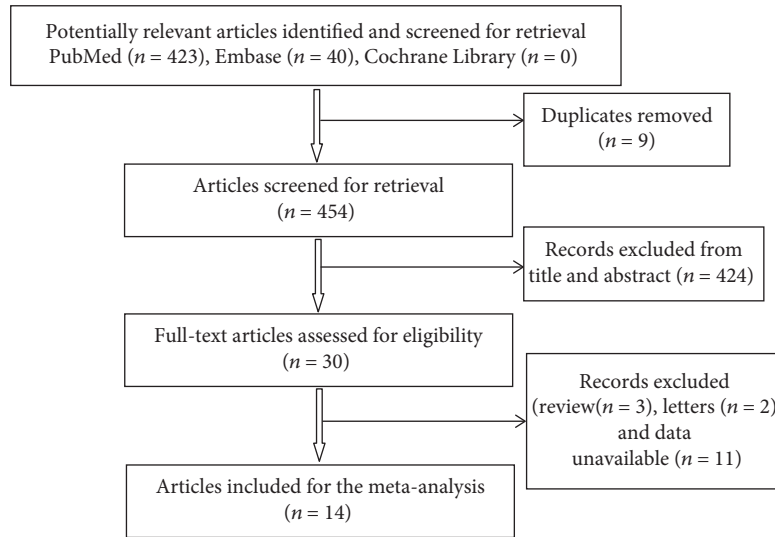 Potentially relevant articles identified and screened for retrieval
PubMed (n = 423), Embase (n = 40), Cochrane Library (n = 0)
Duplicates removed
(n = 9)
Articles screened for retrieval
(n = 454)
Records excluded from
title and abstract (n = 424)
Full-text articles assessed for eligibility
(n = 30)
Records excluded
(review(n = 3), letters (n = 2)
and data
unavailable (n = 11)
Articles included for the meta-analysis
(n = 14)